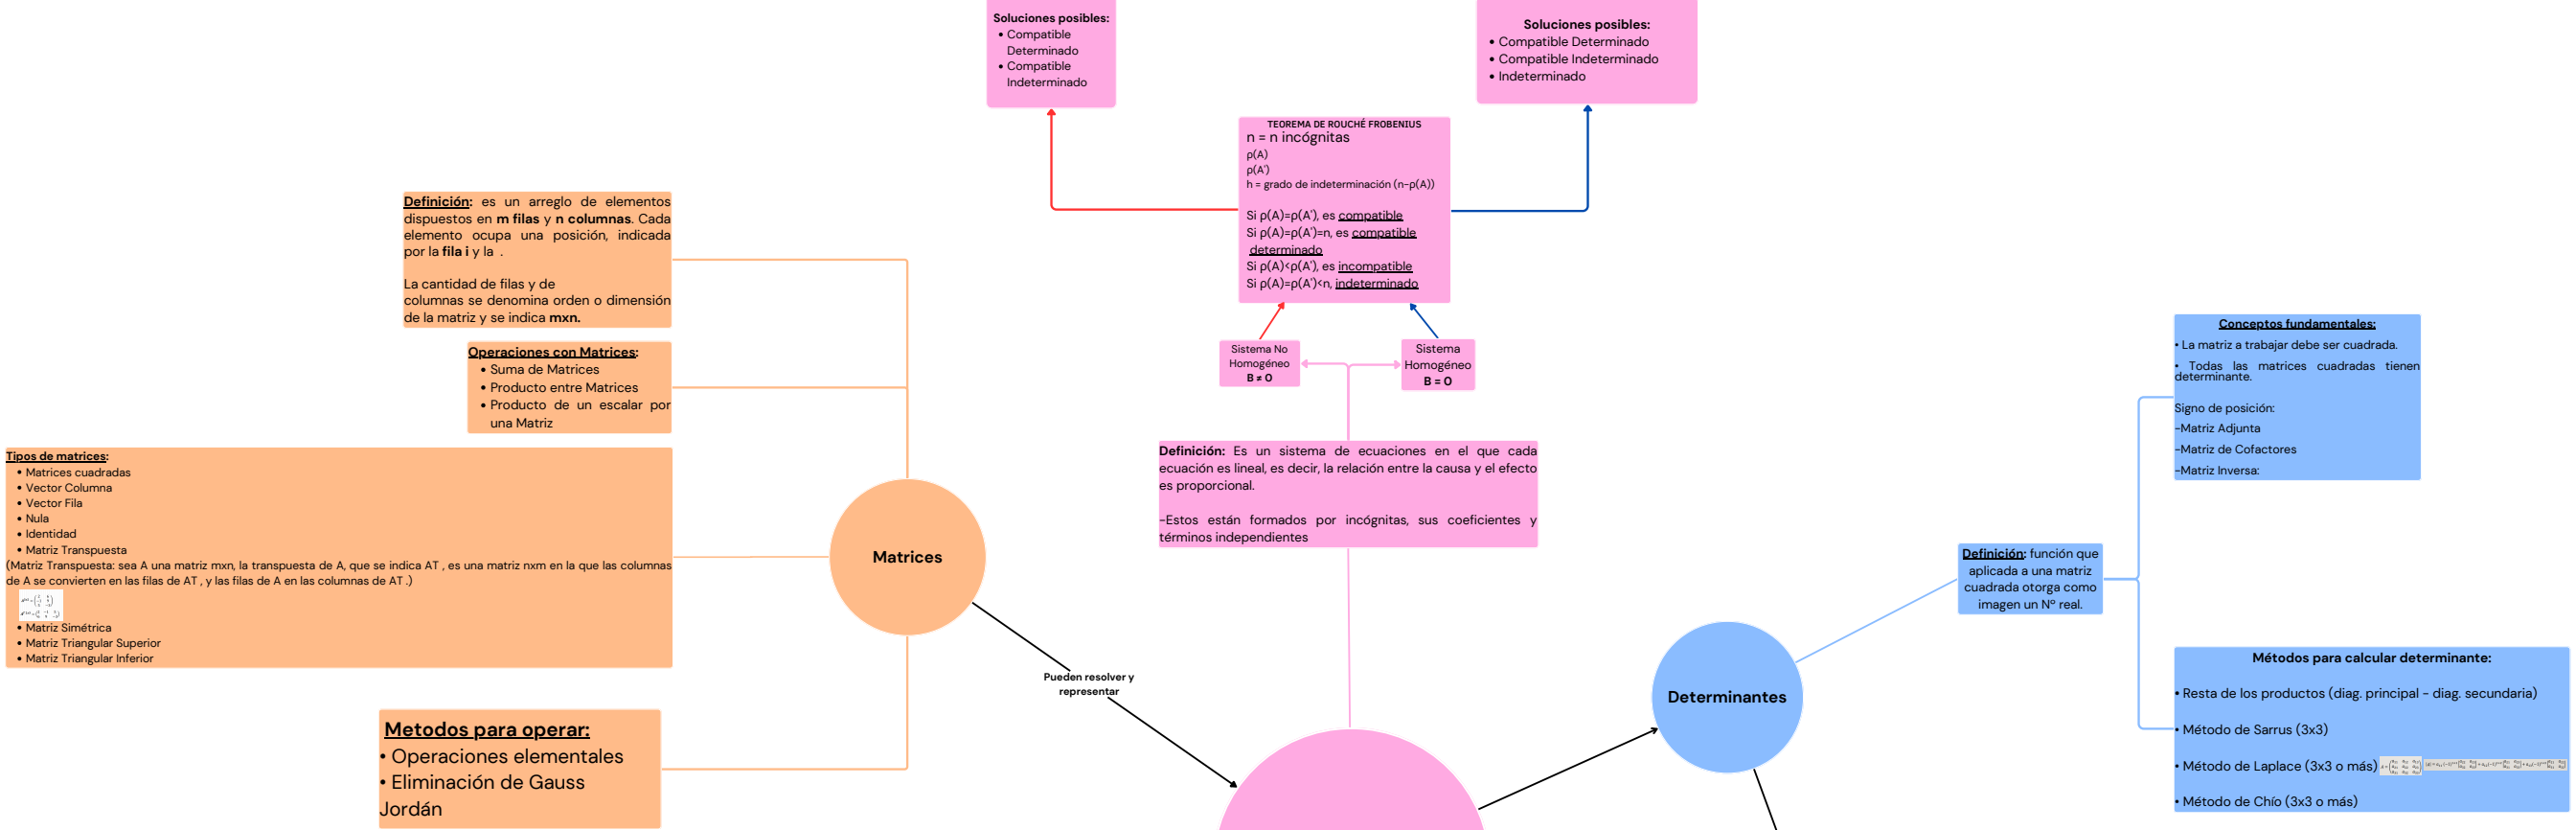 Soluciones posibles:
• Compatible
Determinado
• Compatible
Indeterminado
Soluciones posibles:
• Compatible Determinado
• Compatible Indeterminado
• Indeterminado
TEOREMA DE ROUCHÉ FROBENIUS
n = n incógnitas
ρ(A)
ρ(A')
h = grado de indeterminación (n-ρ(A))
Si ρ(A)=ρ(A'), es compatible
Si ρ(A)=ρ(A')=n, es compatible
determinado
Si ρ(A)<ρ(A'), es incompatible
Si ρ(A)=ρ(A')<n, indeterminado
Sistema No
Homogéneo
B ≠ 0
Sistema
Homogéneo
B = 0
Definición: Es un sistema de ecuaciones en el que cada
ecuación es lineal, es decir, la relación entre la causa y el efecto
es proporcional.
-Estos están formados por incógnitas, sus coeficientes y
términos independientes
Definición: es un arreglo de elementos
dispuestos en m filas y n columnas. Cada
elemento ocupa una posición, indicada
por la fila i y la .
La cantidad de filas y de
columnas se denomina orden o dimensión
de la matriz y se indica mxn.
Operaciones con Matrices:
• Suma de Matrices
• Producto entre Matrices
• Producto de un escalar por
una Matriz
Tipos de matrices:
• Matrices cuadradas
• Vector Columna
• Vector Fila
• Nula
• Identidad
• Matriz Transpuesta
(Matriz Transpuesta: sea A una matriz mxn, la transpuesta de A, que se indica AT , es una matriz nxm en la que las columnas
de A se convierten en las filas de AT , y las filas de A en las columnas de AT .)
• Matriz Simétrica
• Matriz Triangular Superior
• Matriz Triangular Inferior
Metodos para operar:
• Operaciones elementales
• Eliminación de Gauss
Jordán
Matrices
Pueden resolver y
representar
Determinantes
Definición: función que
aplicada a una matriz
cuadrada otorga como
imagen un Nº real.
Conceptos fundamentales:
• La matriz a trabajar debe ser cuadrada.
• Todas las matrices cuadradas tienen
determinante.
Signo de posición:
-Matriz Adjunta
-Matriz de Cofactores
-Matriz Inversa:
Métodos para calcular determinante:
• Resta de los productos (diag. principal - diag. secundaria)
• Método de Sarrus (3x3)
• Método de Laplace (3x3 o más)
• Método de Chío (3x3 o más)